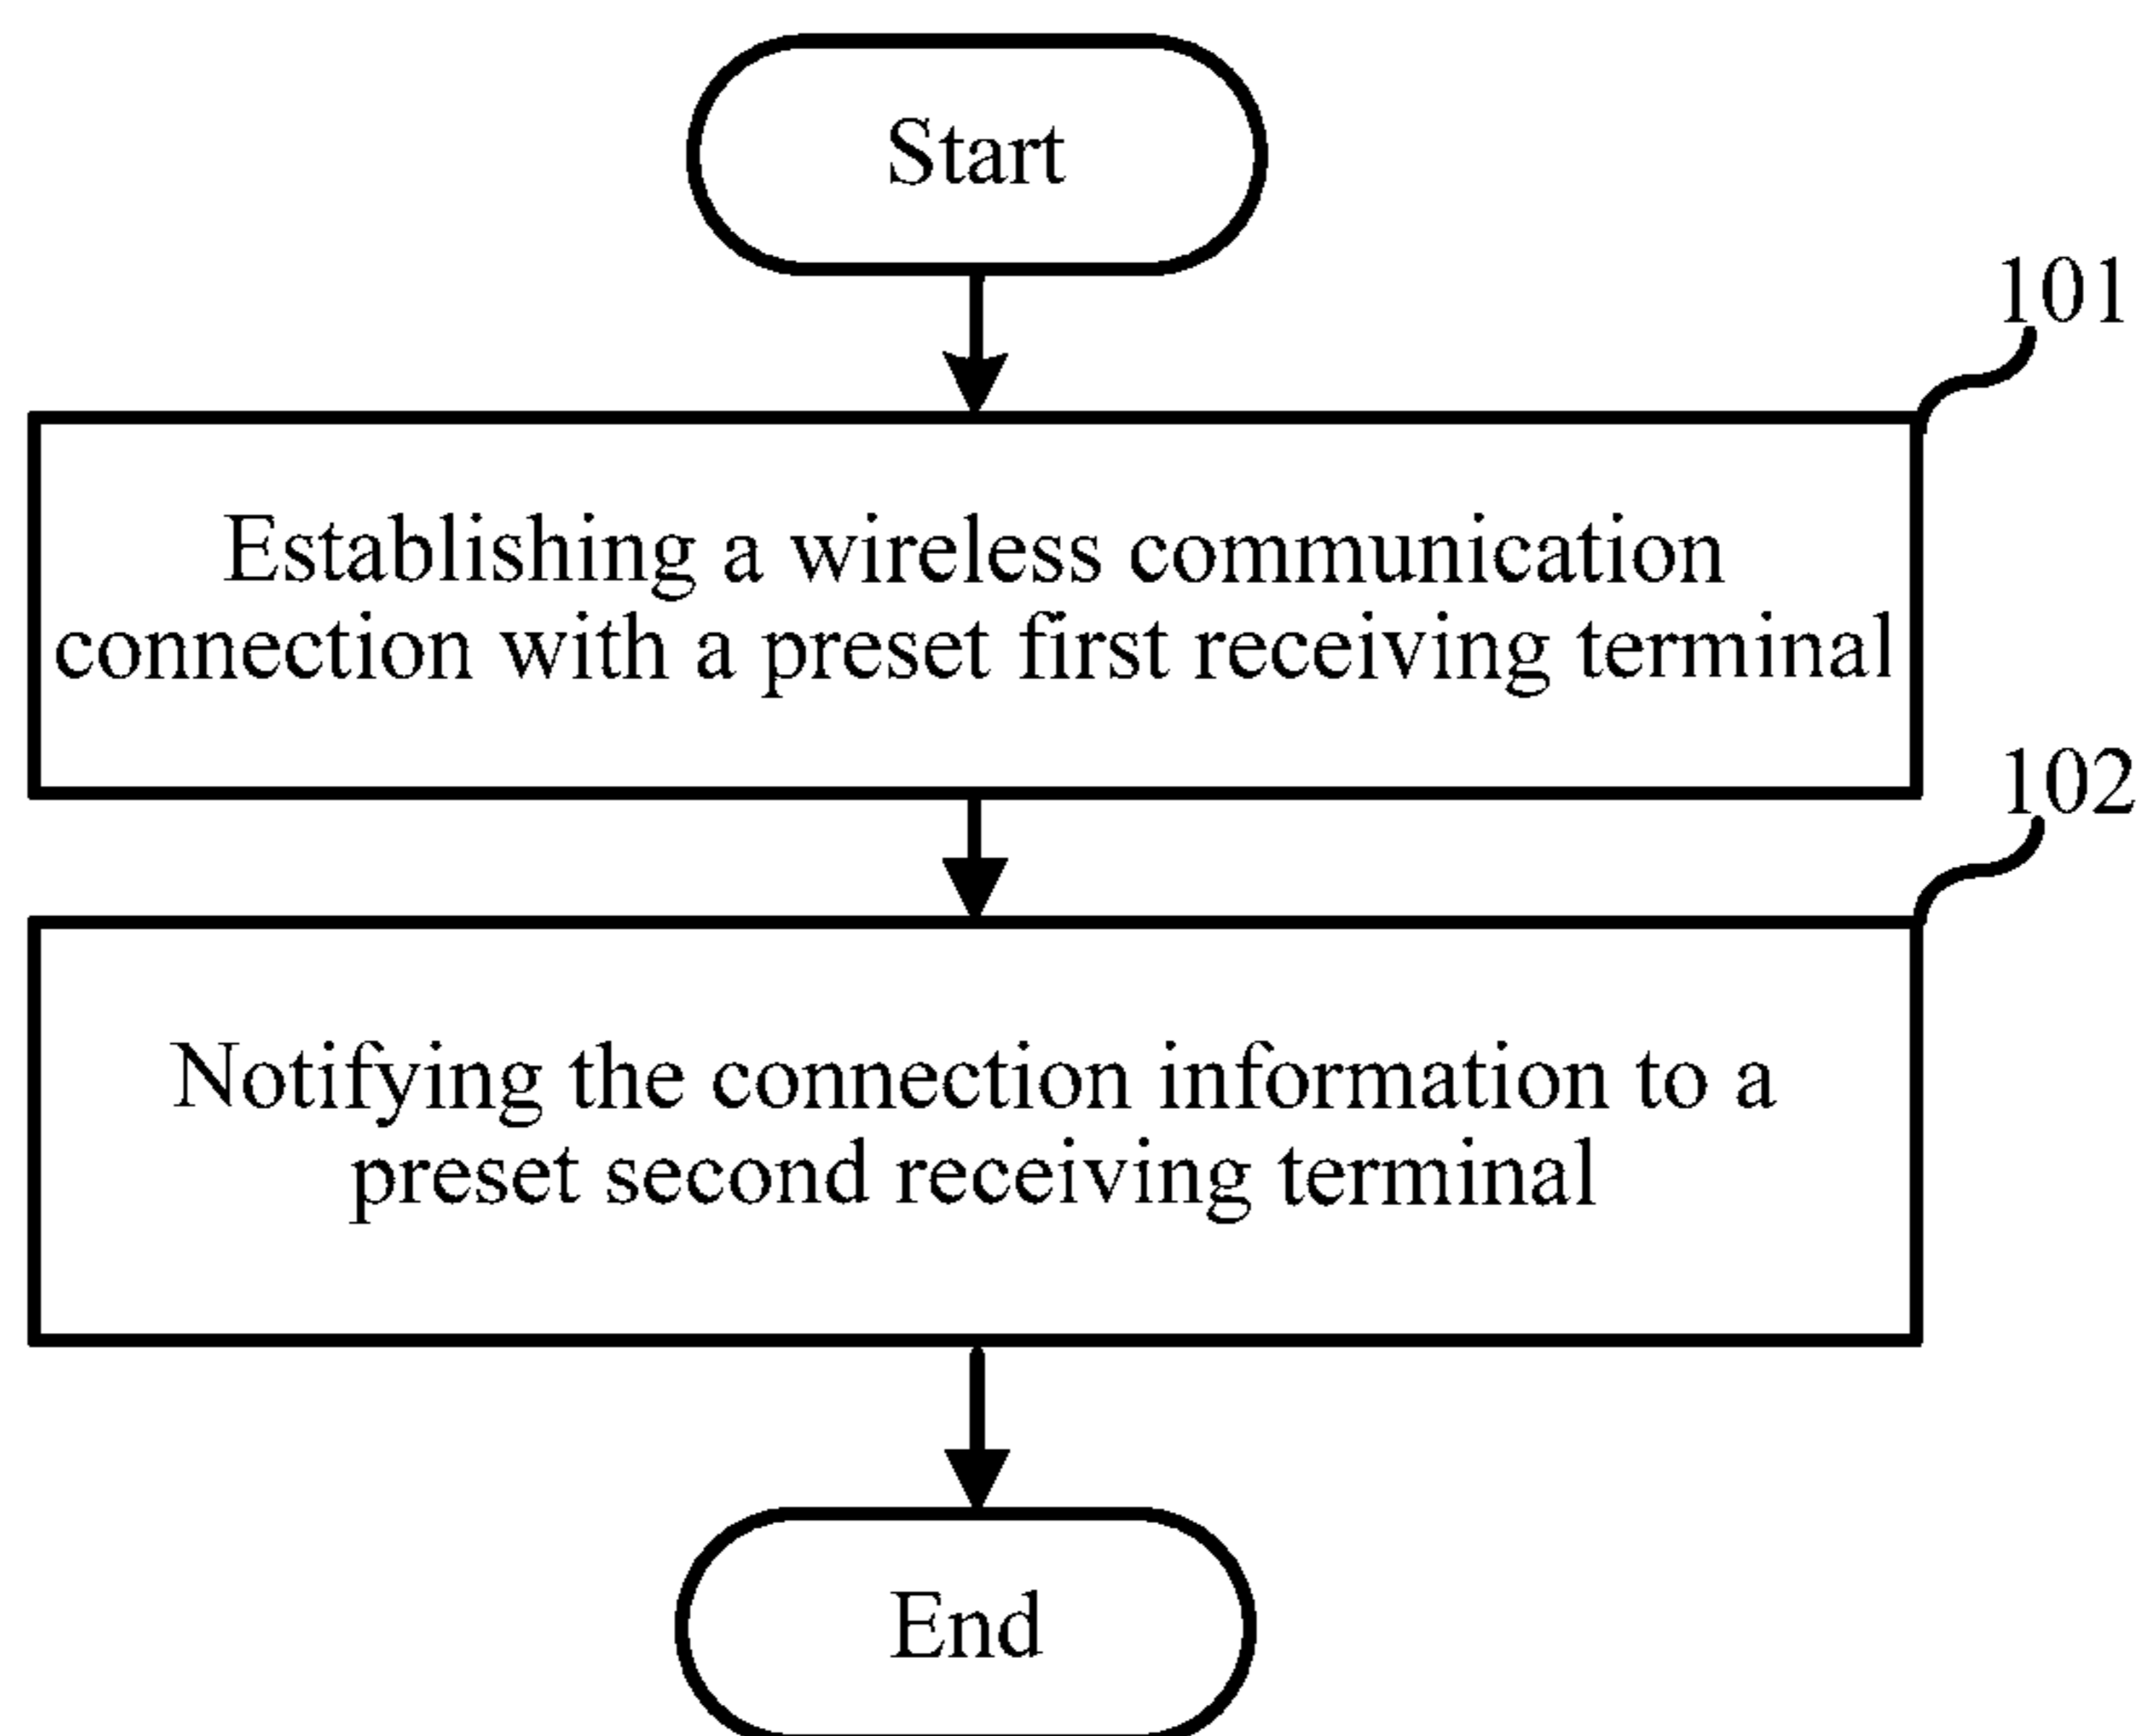 Start
101
Establishing a wireless communication
connection with a preset first receiving terminal
102
Notifying the connection information to a
preset second receiving terminal
End